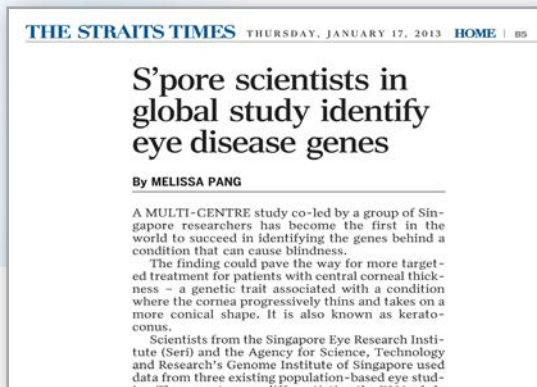 THE STRAITS TIMES THURSDAY, JANUARY 17, 2013 HOME | B5
S'pore scientists in
global study identify
eye disease genes
By MELISSA PANG
A MULTI-CENTRE study co-led by a group of Sin-
gapore researchers has become the first in the
world to succeed in identifying the genes behind a
condition that can cause blindness.
The finding could pave the way for more target-
ed treatment for patients with central corneal thick-
ness – a genetic trait associated with a condition
where the cornea progressively thins and takes on a
more conical shape. It is also known as kerato-
conus.
Scientists from the Singapore Eye Research Insti-
tute (Seri) and the Agency for Science, Technology
and Research's Genome Institute of Singapore used
data from three existing population-based eye stud-